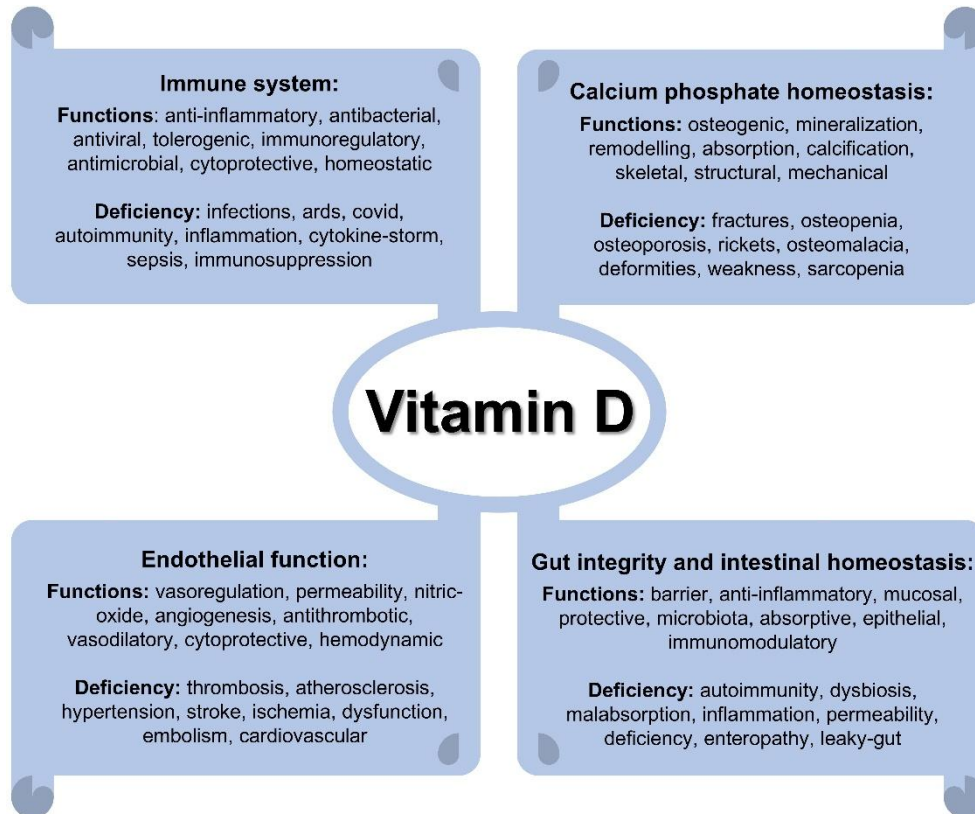 Immune system:
Functions: anti-inflammatory, antibacterial,
antiviral, tolerogenic, immunoregulatory,
antimicrobial, cytoprotective, homeostatic
Deficiency: infections, ards, covid,
autoimmunity, inflammation, cytokine-storm,
sepsis, immunosuppression
Calcium phosphate homeostasis:
Functions: osteogenic, mineralization,
remodelling, absorption, calcification,
skeletal, structural, mechanical
Deficiency: fractures, osteopenia,
osteoporosis, rickets, osteomalacia,
deformities, weakness, sarcopenia
Vitamin D
Endothelial function:
Functions: vasoregulation, permeability, nitric-
oxide, angiogenesis, antithrombotic,
vasodilatory, cytoprotective, hemodynamic
Deficiency: thrombosis, atherosclerosis,
hypertension, stroke, ischemia, dysfunction,
embolism, cardiovascular
Gut integrity and intestinal homeostasis:
Functions: barrier, anti-inflammatory, mucosal,
protective, microbiota, absorptive, epithelial,
immunomodulatory
Deficiency: autoimmunity, dysbiosis,
malabsorption, inflammation, permeability,
deficiency, enteropathy, leaky-gut